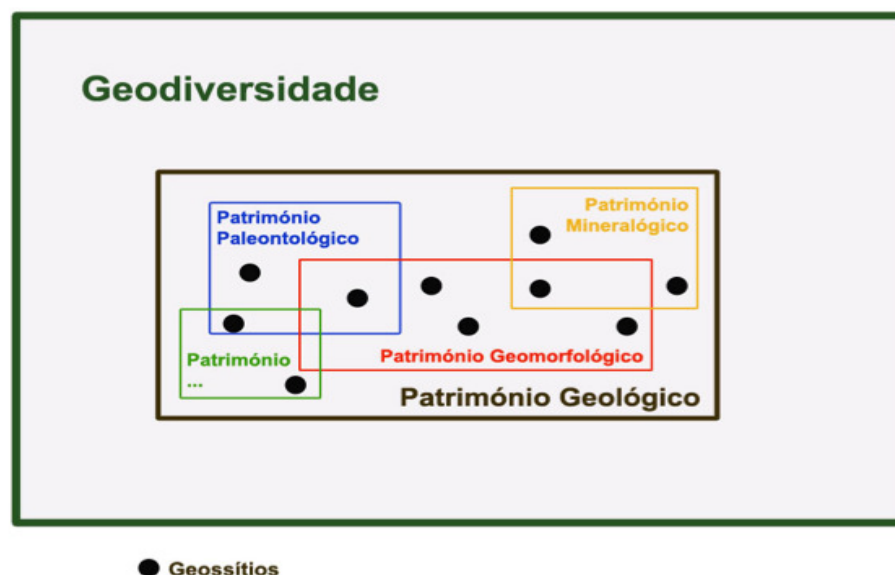 Geodiversidade
Património
Paleontológico
Património
Mineralógico
Património
...
Património Geomorfológico
Património Geológico
Geossítios